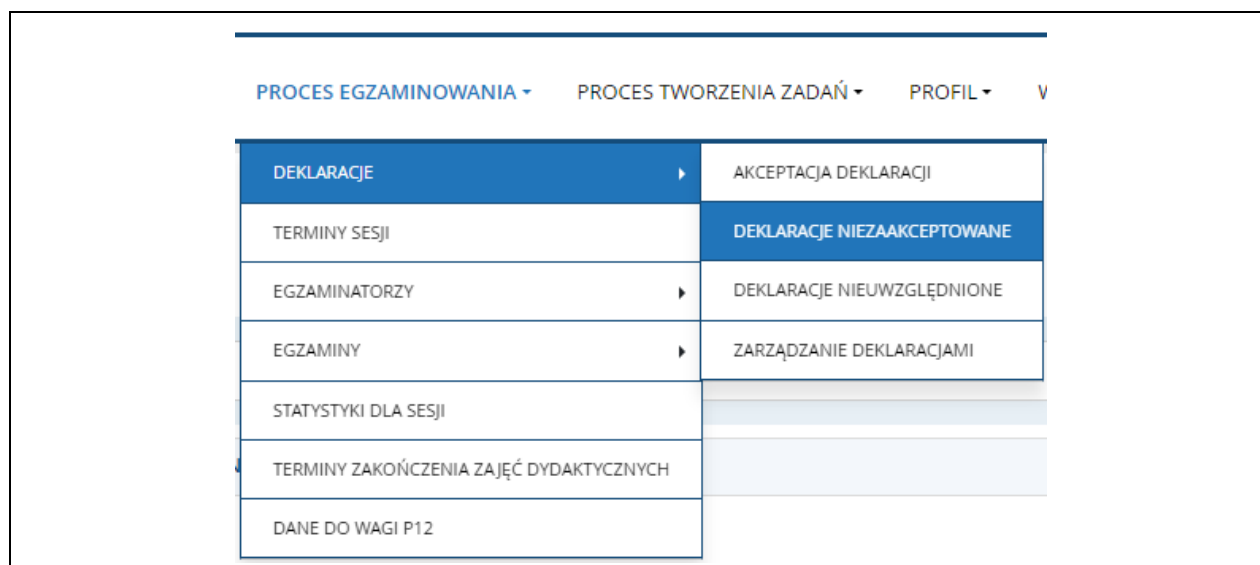 PROCES EGZAMINOWANIA PROCES TWORZENIA ZADAŃ PROFIL
DEKLARACJE
TERMINY SESJI
EGZAMINATORZY
EGZAMINY
STATYSTYKI DLA SESJI
TERMINY ZAKOŃCZENIA ZAJĘĆ DYDAKTYCZNYCH
DANE DO WAGI P12
AKCEPTACJA DEKLARACJI
DEKLARACJE NIEZAAKCEPTOWANE
DEKLARACJE NIEUWZGLĘDNIONE
ZARZĄDZANIE DEKLARACJAMI